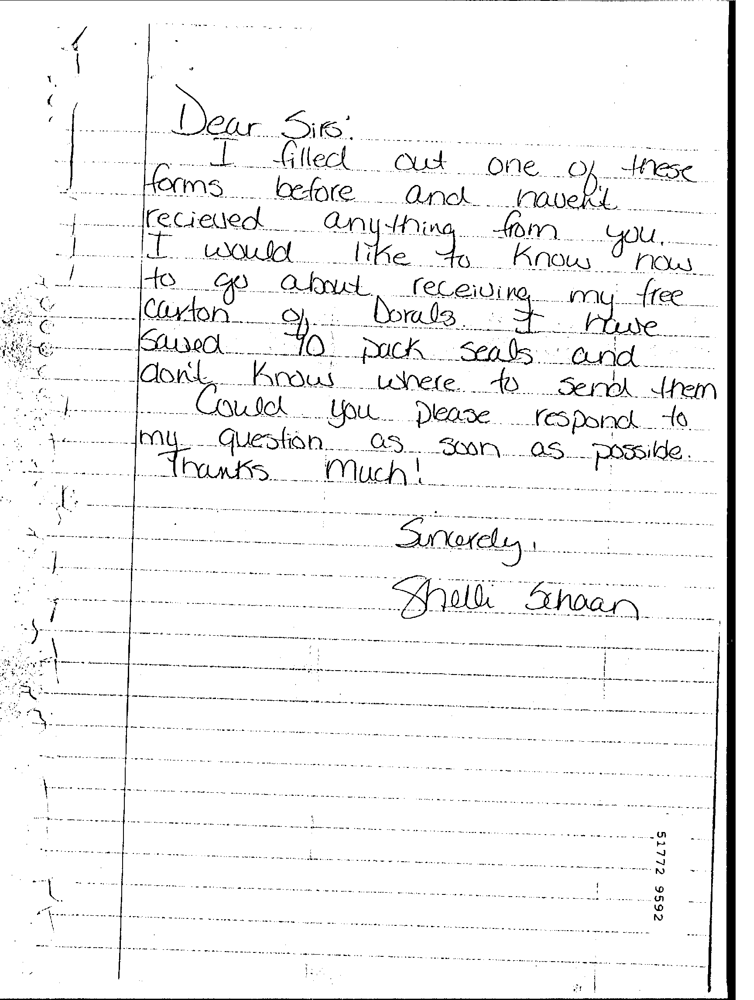 Dear Sirs:
I filled out one of these
forms before and haven't
recieved anything from you.
I would like to know how
to go about receiving my free
carton of Dorals. I have
saved 90 pack seals and
don't know where to send them
Could you please respond to
my question as soon as possible.
Thanks much!
Sincerely,
Shelli Schaan
51772 9592